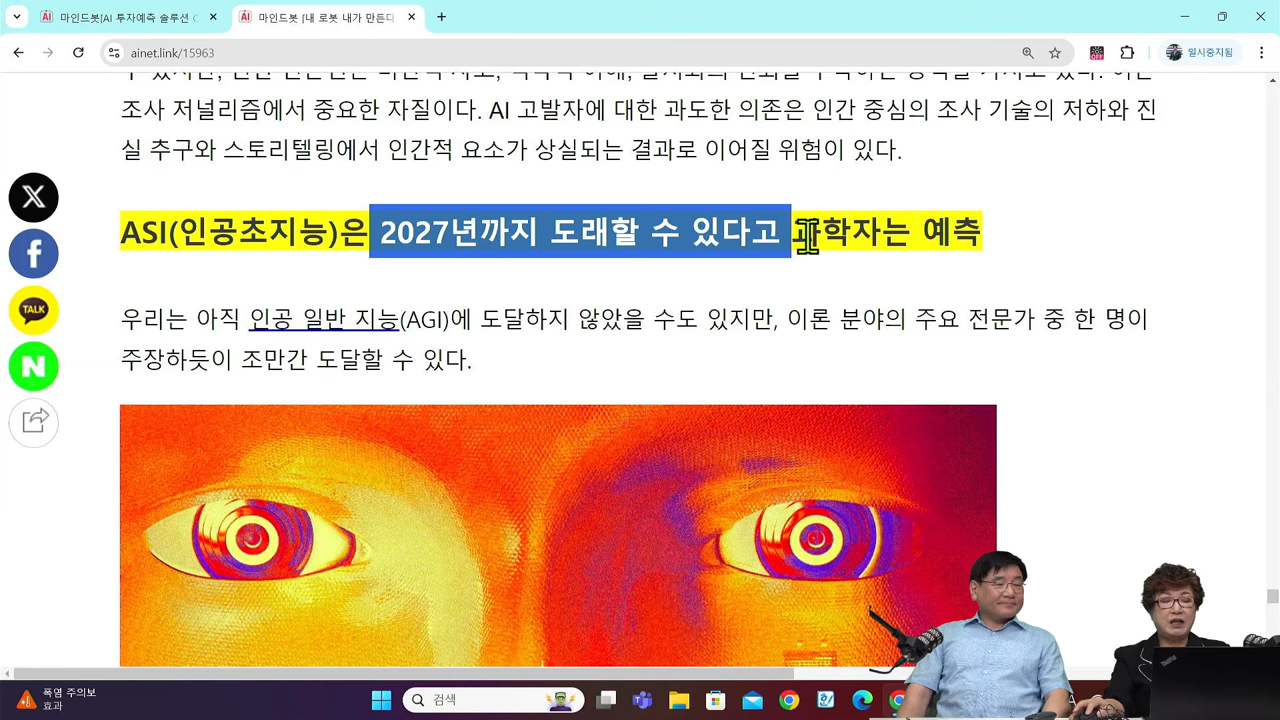 마인드봇[AI 투자예측 솔루션 C
마인드봇 [내 로봇 내가 만든다
ainet.link/15963
OFF
일시중지됨
조사 저널리즘에서 중요한 자질이다. AI 고발자에 대한 과도한 의존은 인간 중심의 조사 기술의 저하와 진
실 추구와 스토리텔링에서 인간적 요소가 상실되는 결과로 이어질 위험이 있다.
ASI(인공초지능)은 2027년까지 도래할 수 있다고 과학자는 예측
우리는 아직 인공 일반 지능(AGI)에 도달하지 않았을 수도 있지만, 이론 분야의 주요 전문가 중 한 명이
주장하듯이 조만간 도달할 수 있다.
TALK
N
폭염 주의보
효과
검색
ThinkPad